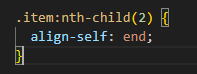 .item:nth-child(2) {
  align-self: end;
}